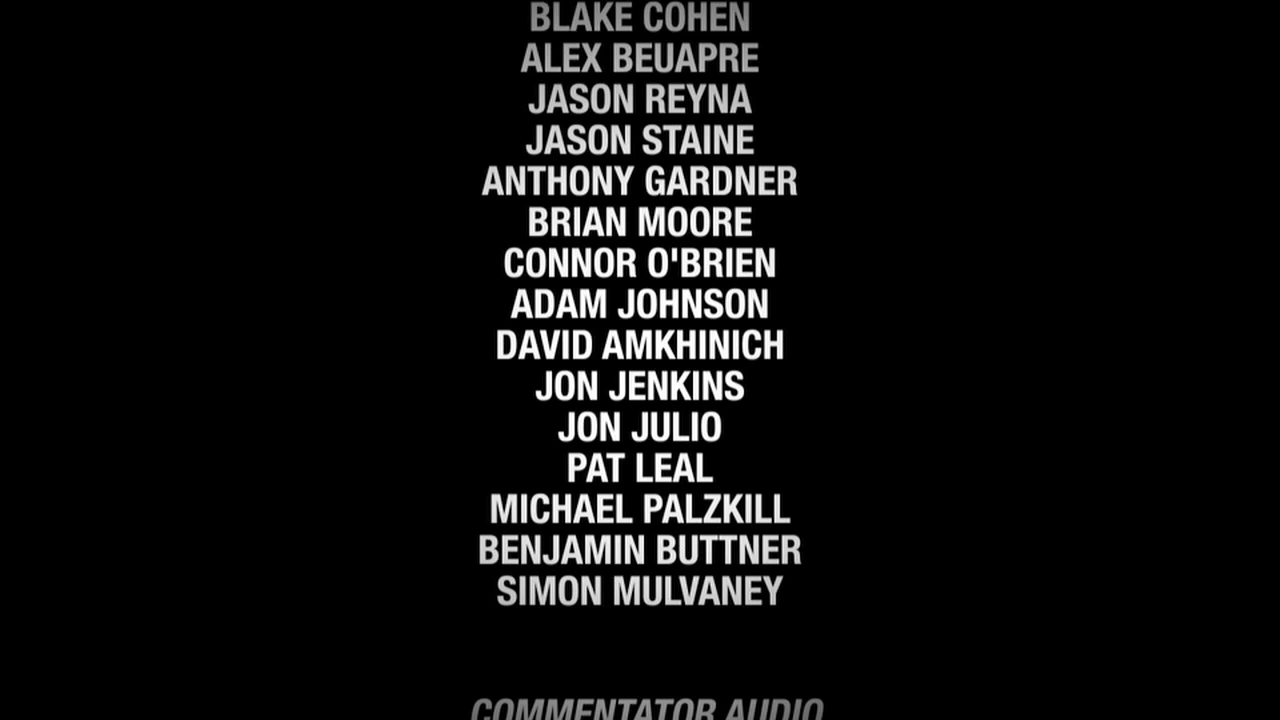 BLAKE COHEN
ALEX BEUAPRE
JASON REYNA
JASON STAINE
ANTHONY GARDNER
BRIAN MOORE
CONNOR O'BRIEN
ADAM JOHNSON
DAVID AMKHINICH
JON JENKINS
JON JULIO
PAT LEAL
MICHAEL PALZKILL
BENJAMIN BUTTNER
SIMON MULVANEY
COMMENTATOR AUDIO